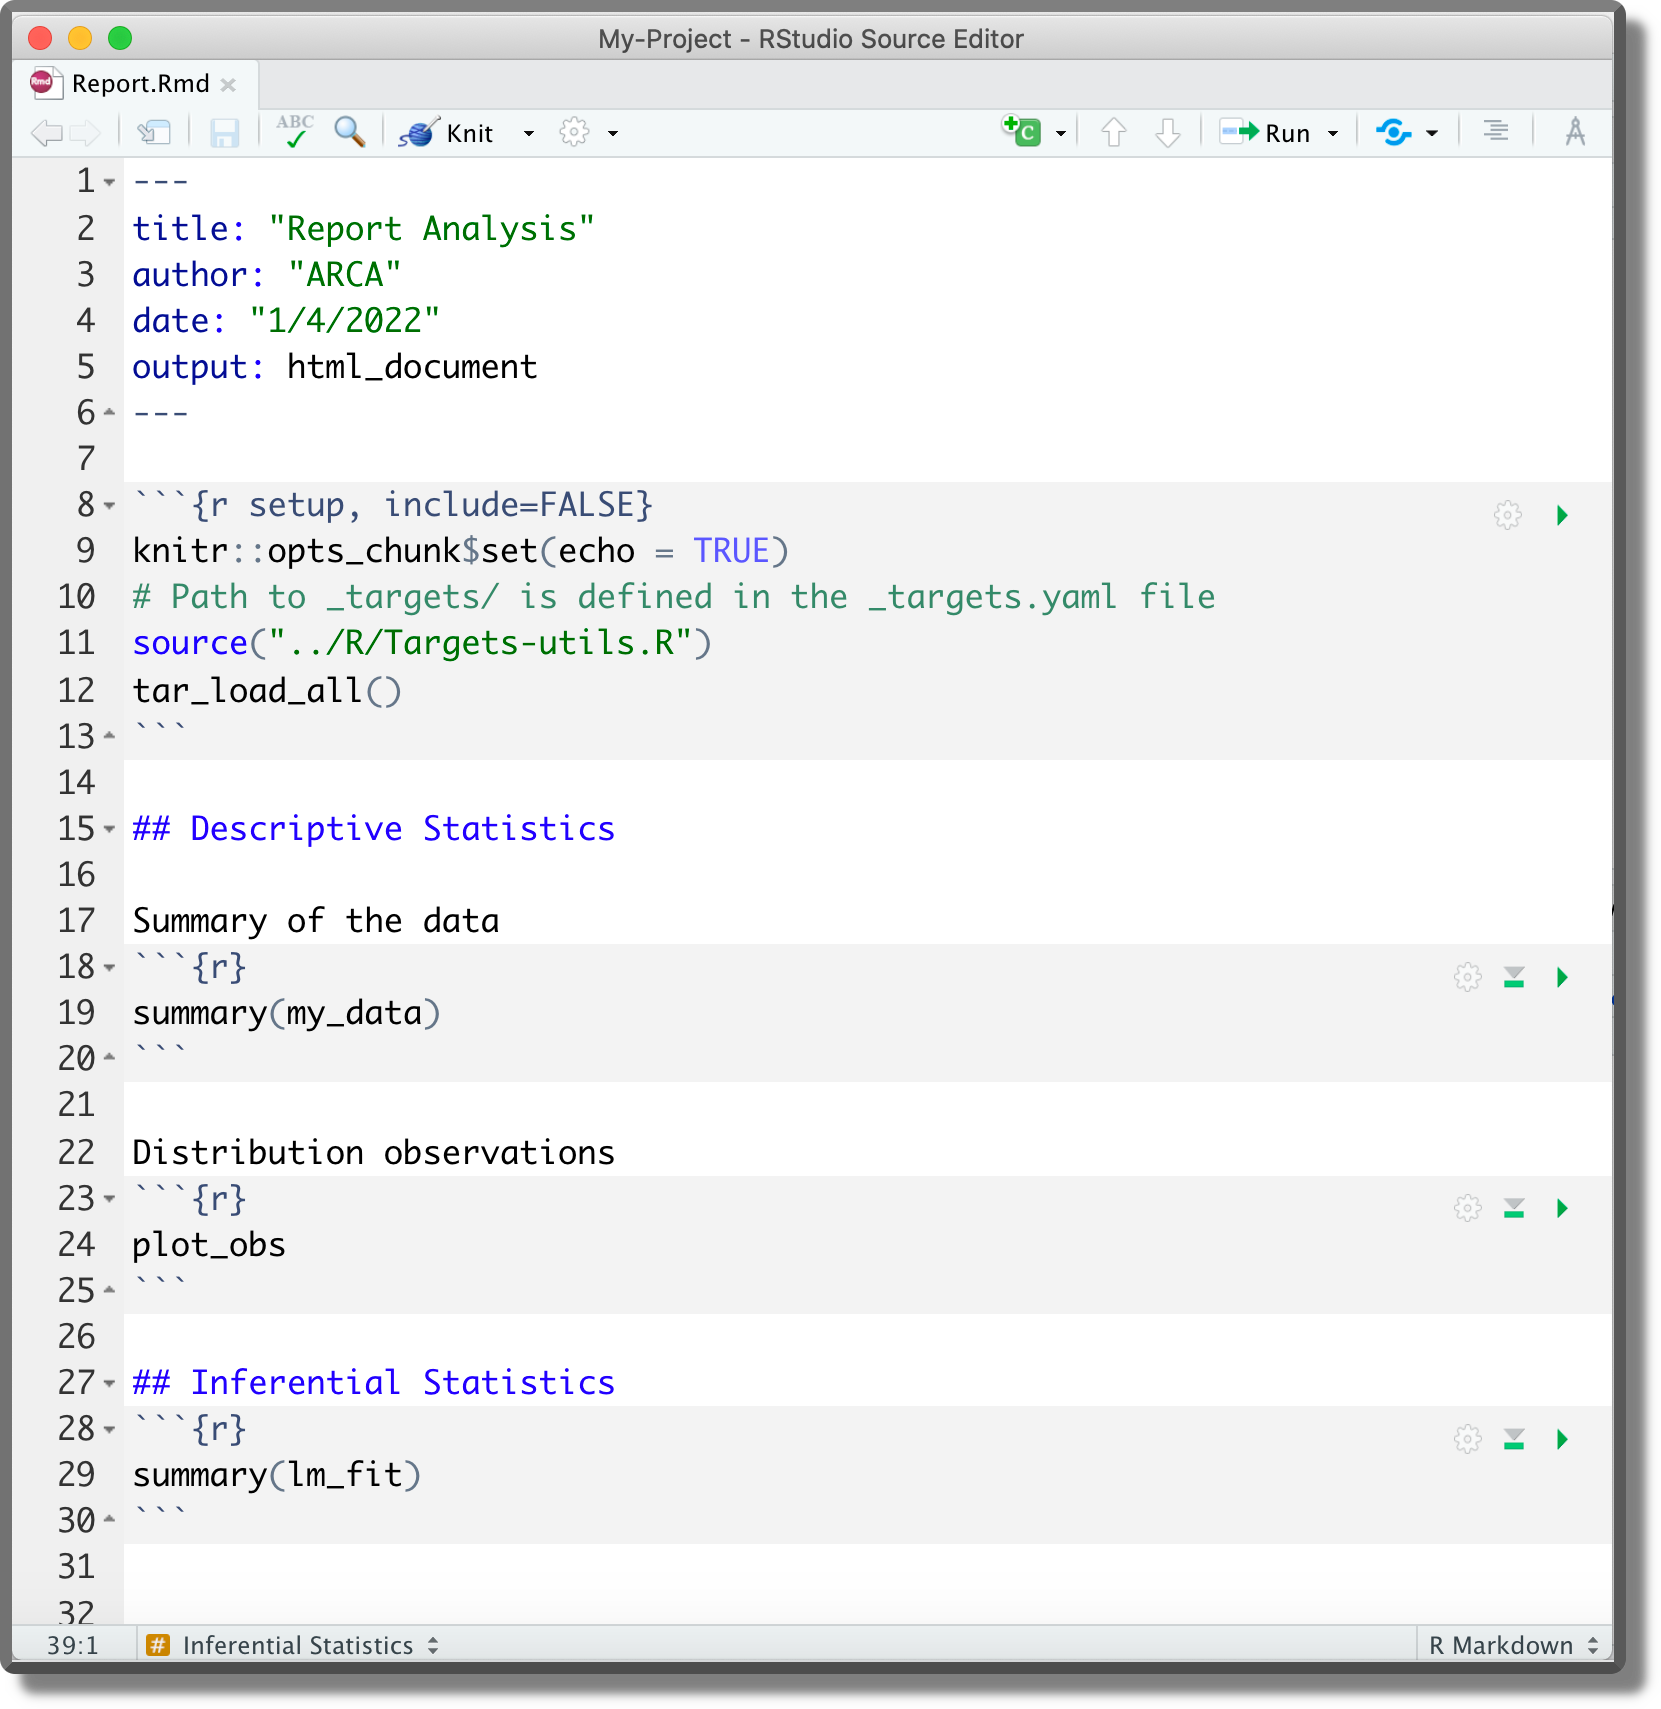 My-Project - RStudio Source Editor
Rmd Report.Rmd
ABC Knit C Run
1 ---
2 title: "Report Analysis"
3 author: "ARCA"
4 date: "1/4/2022"
5 output: html_document
6 ---
7
8 ```{r setup, include=FALSE}
9 knitr::opts_chunk$set(echo = TRUE)
10 # Path to _targets/ is defined in the _targets.yaml file
11 source("../R/Targets-utils.R")
12 tar_load_all()
13 ```
14
15 ## Descriptive Statistics
16
17 Summary of the data
18 ```{r}
19 summary(my_data)
20 ```
21
22 Distribution observations
23 ```{r}
24 plot_obs
25 ```
26
27 ## Inferential Statistics
28 ```{r}
29 summary(lm_fit)
30 ```
31
32
39:1 # Inferential Statistics R Markdown